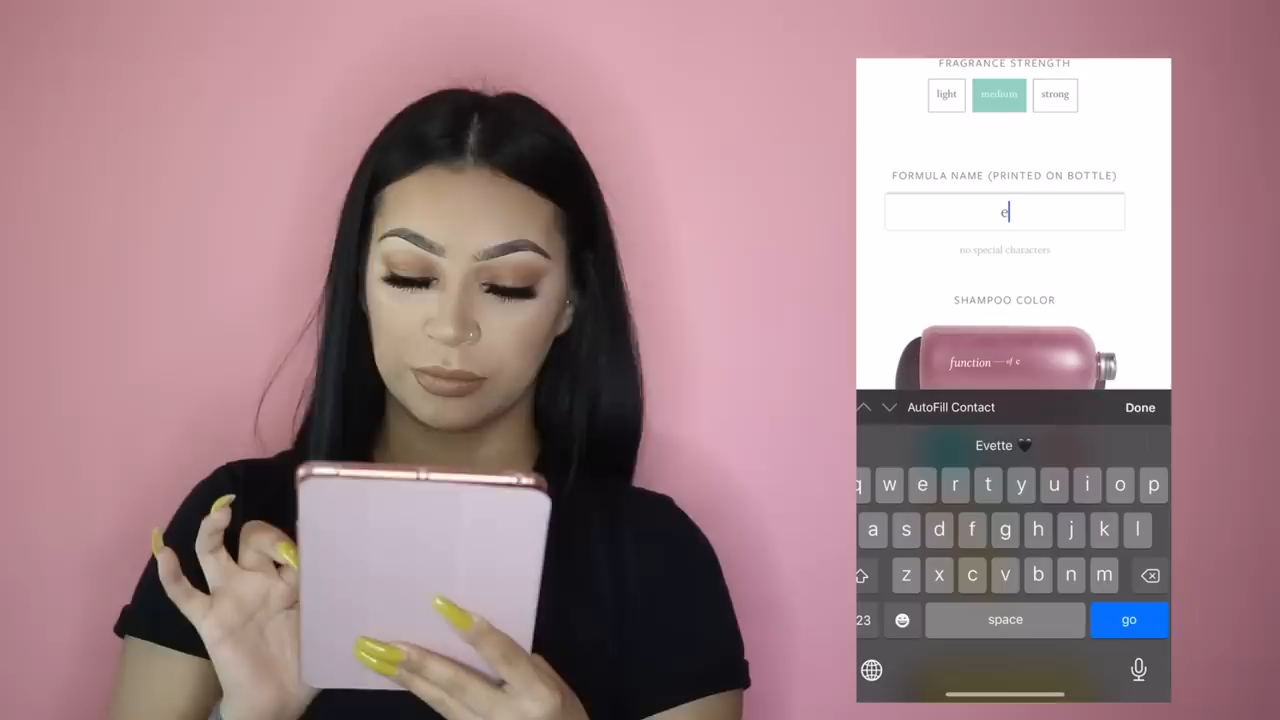 FRAGRANCE STRENGTH
light medium strong
FORMULA NAME (PRINTED ON BOTTLE)
e
no special characters
SHAMPOO COLOR
function of e
AutoFill Contact Done
Evette 🖤
q w e r t y u i o p
a s d f g h j k l
z x c v b n m
23 space go